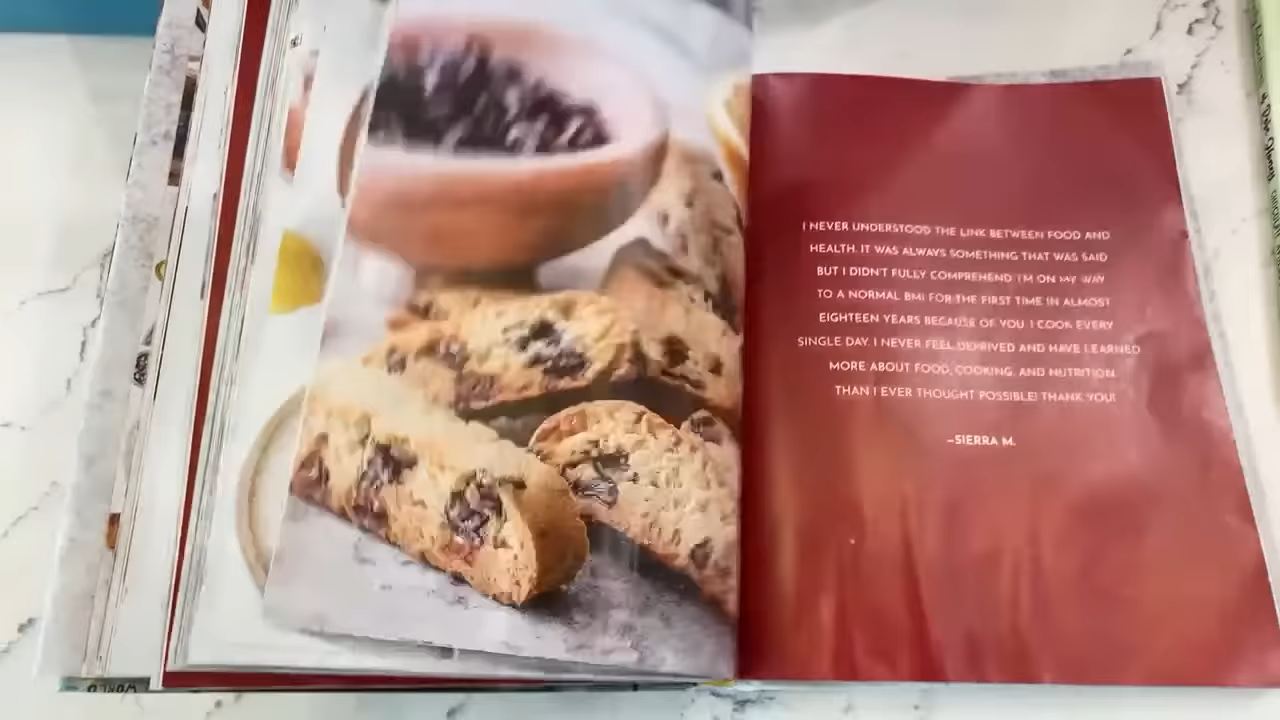 I NEVER UNDERSTOOD THE LINK BETWEEN FOOD AND
HEALTH. IT WAS ALWAYS SOMETHING THAT WAS SAID
BUT I DIDN'T FULLY COMPREHEND. I'M ON MY WAY
TO A NORMAL BMI FOR THE FIRST TIME IN ALMOST
EIGHTEEN YEARS BECAUSE OF YOU. I COOK EVERY
SINGLE DAY. I NEVER FEEL DEPRIVED AND HAVE LEARNED
MORE ABOUT FOOD, COOKING, AND NUTRITION
THAN I EVER THOUGHT POSSIBLE! THANK YOU!
–SIERRA M.
WORLD